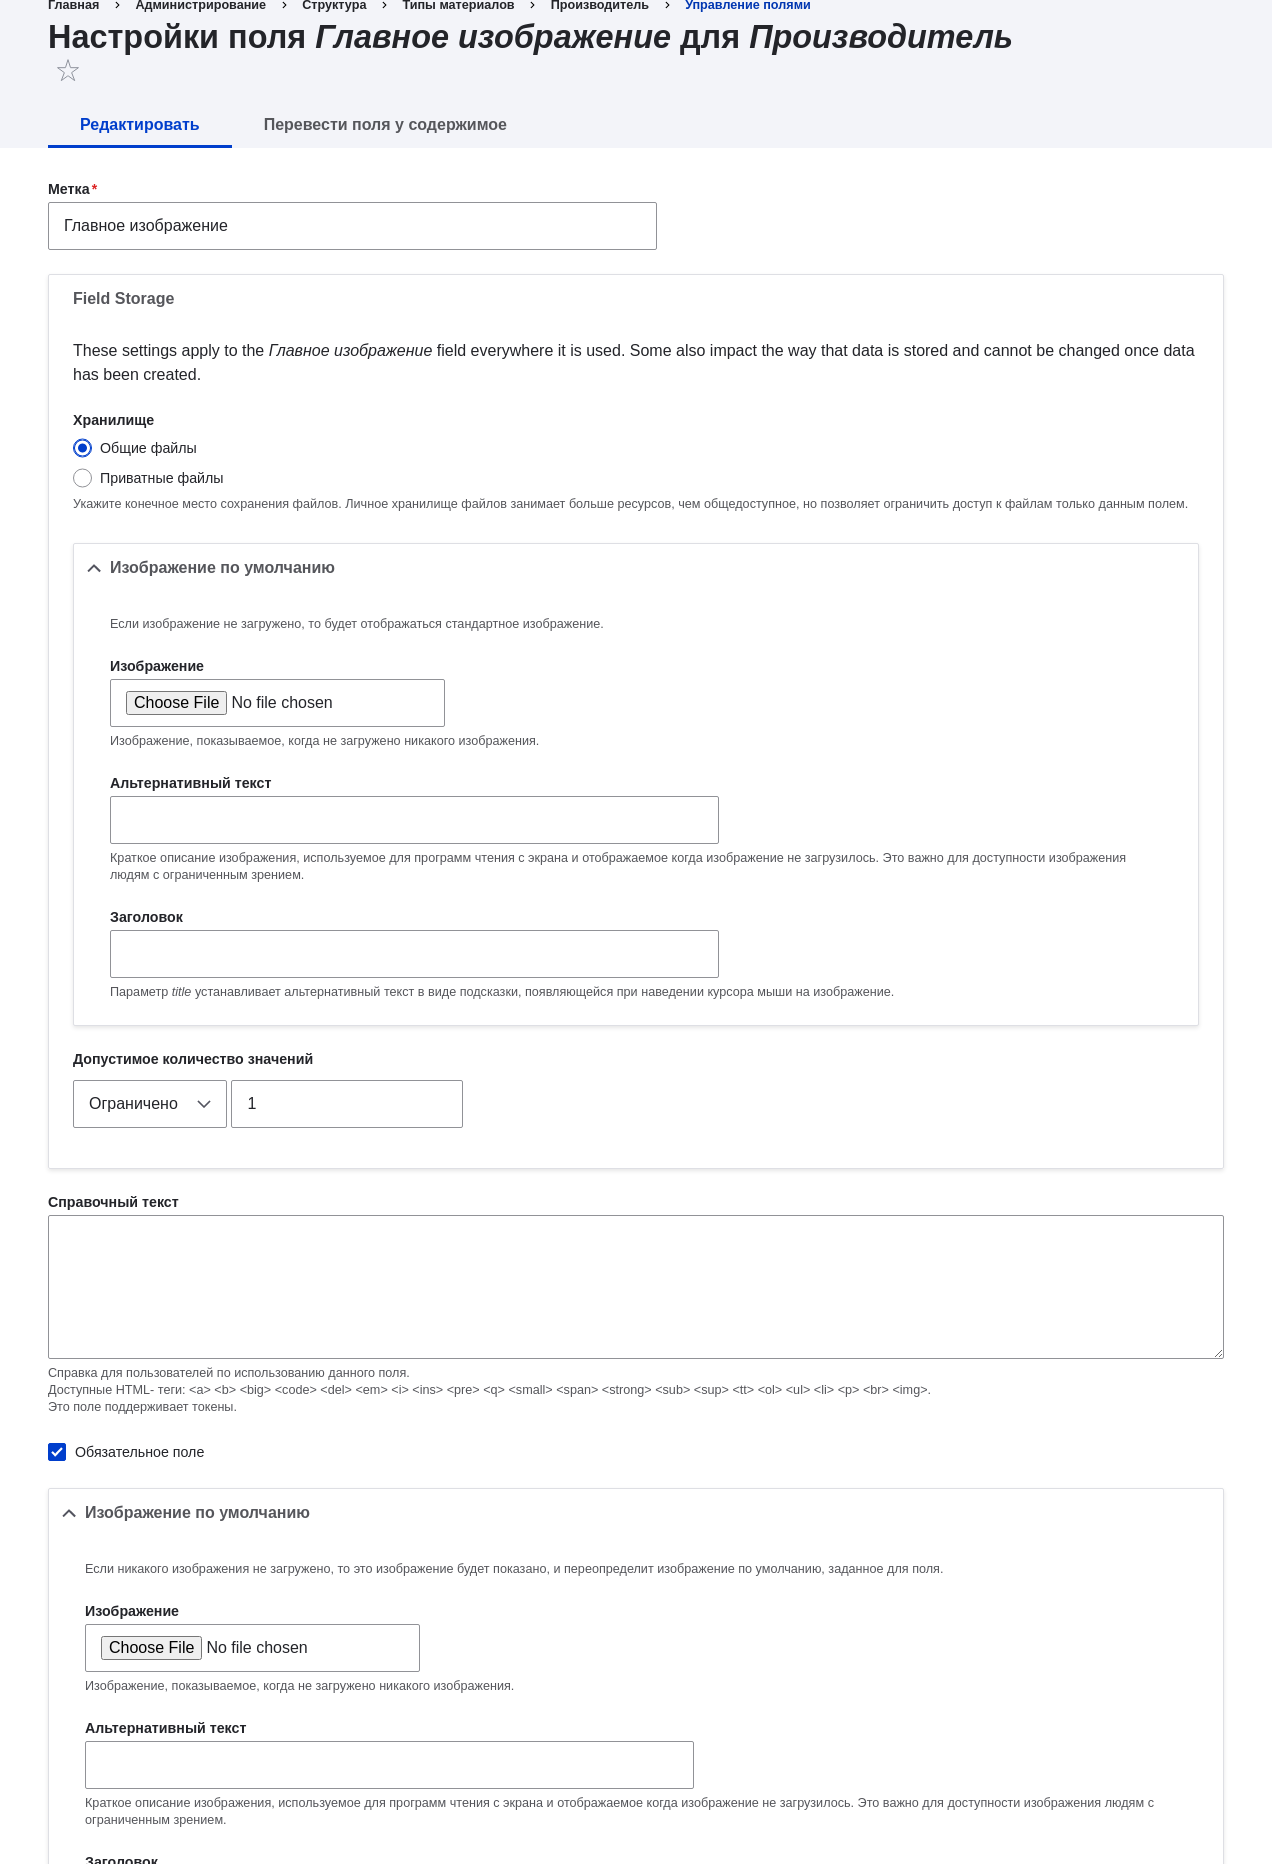 Главная › Администрирование › Структура › Типы материалов › Производитель › Управление полями
Настройки поля Главное изображение для Производитель
Редактировать Перевести поля у содержимое
Метка*
Главное изображение
Field Storage
These settings apply to the Главное изображение field everywhere it is used. Some also impact the way that data is stored and cannot be changed once data
has been created.
Хранилище
Общие файлы
Приватные файлы
Укажите конечное место сохранения файлов. Личное хранилище файлов занимает больше ресурсов, чем общедоступное, но позволяет ограничить доступ к файлам только данным полем.
Изображение по умолчанию
Если изображение не загружено, то будет отображаться стандартное изображение.
Изображение
Choose File No file chosen
Изображение, показываемое, когда не загружено никакого изображения.
Альтернативный текст
Краткое описание изображения, используемое для программ чтения с экрана и отображаемое когда изображение не загрузилось. Это важно для доступности изображения
людям с ограниченным зрением.
Заголовок
Параметр title устанавливает альтернативный текст в виде подсказки, появляющейся при наведении курсора мыши на изображение.
Допустимое количество значений
Ограничено 1
Справочный текст
Справка для пользователей по использованию данного поля.
Доступные HTML- теги: <a> <b> <big> <code> <del> <em> <i> <ins> <pre> <q> <small> <span> <strong> <sub> <sup> <tt> <ol> <ul> <li> <p> <br> <img>.
Это поле поддерживает токены.
Обязательное поле
Изображение по умолчанию
Если никакого изображения не загружено, то это изображение будет показано, и переопределит изображение по умолчанию, заданное для поля.
Изображение
Choose File No file chosen
Изображение, показываемое, когда не загружено никакого изображения.
Альтернативный текст
Краткое описание изображения, используемое для программ чтения с экрана и отображаемое когда изображение не загрузилось. Это важно для доступности изображения людям с
ограниченным зрением.
Заголовок